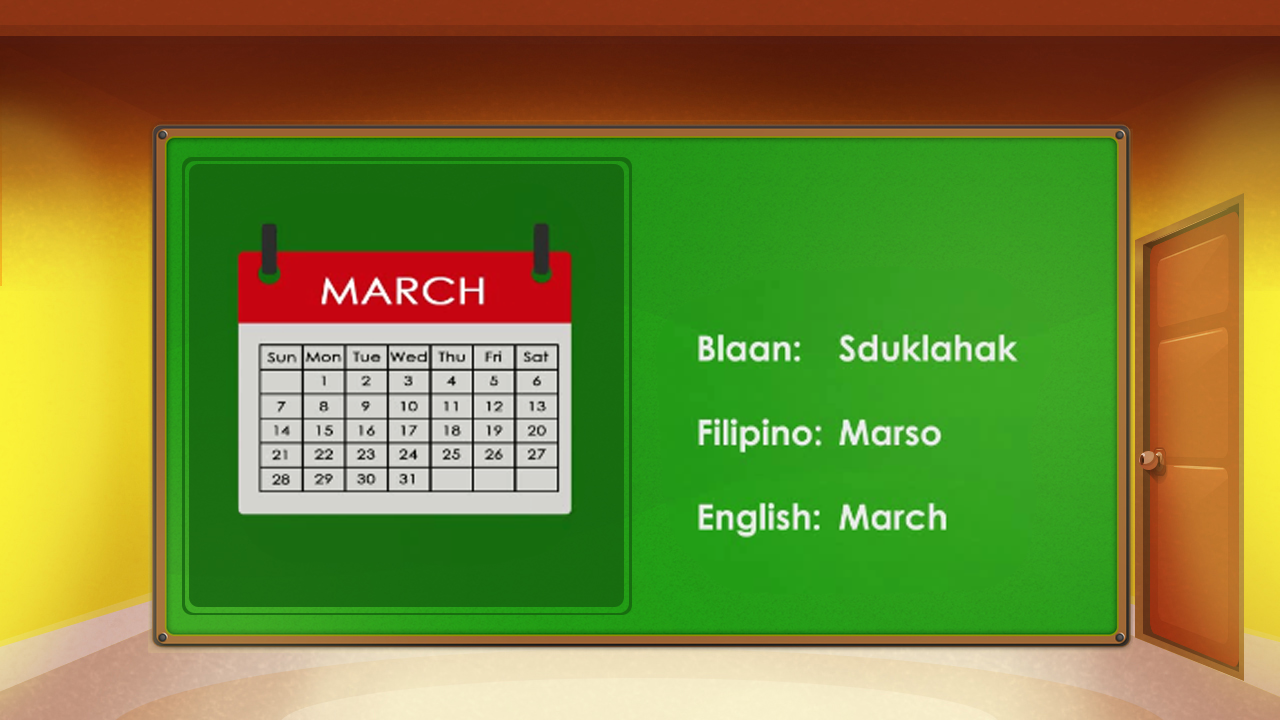 MARCH
Sun Mon Tue Wed Thu Fri Sat
1 2 3 4 5 6
7 8 9 10 11 12 13
14 15 16 17 18 19 20
21 22 23 24 25 26 27
28 29 30 31
Blaan: Sduklahak
Filipino: Marso
English: March